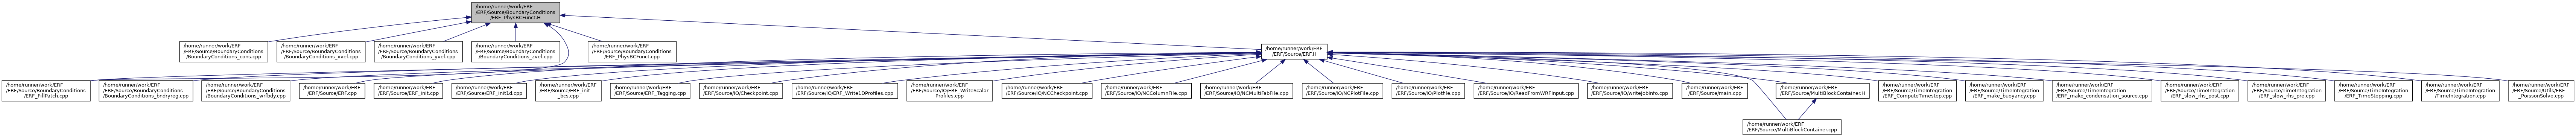 /home/runner/work/ERF
/ERF/Source/BoundaryConditions
/ERF_PhysBCFunct.H
/home/runner/work/ERF
/ERF/Source/BoundaryConditions
/BoundaryConditions_cons.cpp
/home/runner/work/ERF
/ERF/Source/BoundaryConditions
/BoundaryConditions_xvel.cpp
/home/runner/work/ERF
/ERF/Source/BoundaryConditions
/BoundaryConditions_yvel.cpp
/home/runner/work/ERF
/ERF/Source/BoundaryConditions
/BoundaryConditions_zvel.cpp
/home/runner/work/ERF
/ERF/Source/BoundaryConditions
/ERF_PhysBCFunct.cpp
/home/runner/work/ERF
/ERF/Source/ERF.H
/home/runner/work/ERF
/ERF/Source/BoundaryConditions
/ERF_FillPatch.cpp
/home/runner/work/ERF
/ERF/Source/BoundaryConditions
/BoundaryConditions_bndryreg.cpp
/home/runner/work/ERF
/ERF/Source/BoundaryConditions
/BoundaryConditions_wrfbdy.cpp
/home/runner/work/ERF
/ERF/Source/ERF.cpp
/home/runner/work/ERF
/ERF/Source/ERF_init.cpp
/home/runner/work/ERF
/ERF/Source/ERF_init1d.cpp
/home/runner/work/ERF
/ERF/Source/ERF_init
_bcs.cpp
/home/runner/work/ERF
/ERF/Source/ERF_Tagging.cpp
/home/runner/work/ERF
/ERF/Source/IO/Checkpoint.cpp
/home/runner/work/ERF
/ERF/Source/IO/ERF_Write1DProfiles.cpp
/home/runner/work/ERF
/ERF/Source/IO/ERF_WriteScalar
Profiles.cpp
/home/runner/work/ERF
/ERF/Source/IO/NCCheckpoint.cpp
/home/runner/work/ERF
/ERF/Source/IO/NCColumnFile.cpp
/home/runner/work/ERF
/ERF/Source/IO/NCMultiFabFile.cpp
/home/runner/work/ERF
/ERF/Source/IO/NCPlotFile.cpp
/home/runner/work/ERF
/ERF/Source/IO/Plotfile.cpp
/home/runner/work/ERF
/ERF/Source/IO/ReadFromWRFInput.cpp
/home/runner/work/ERF
/ERF/Source/IO/writeJobInfo.cpp
/home/runner/work/ERF
/ERF/Source/main.cpp
/home/runner/work/ERF
/ERF/Source/MultiBlockContainer.H
/home/runner/work/ERF
/ERF/Source/TimeIntegration
/ERF_ComputeTimestep.cpp
/home/runner/work/ERF
/ERF/Source/TimeIntegration
/ERF_make_buoyancy.cpp
/home/runner/work/ERF
/ERF/Source/TimeIntegration
/ERF_make_condensation_source.cpp
/home/runner/work/ERF
/ERF/Source/TimeIntegration
/ERF_slow_rhs_post.cpp
/home/runner/work/ERF
/ERF/Source/TimeIntegration
/ERF_slow_rhs_pre.cpp
/home/runner/work/ERF
/ERF/Source/TimeIntegration
/ERF_TimeStepping.cpp
/home/runner/work/ERF
/ERF/Source/TimeIntegration
/TimeIntegration.cpp
/home/runner/work/ERF
/ERF/Source/Utils/ERF
_PoissonSolve.cpp
/home/runner/work/ERF
/ERF/Source/MultiBlockContainer.cpp